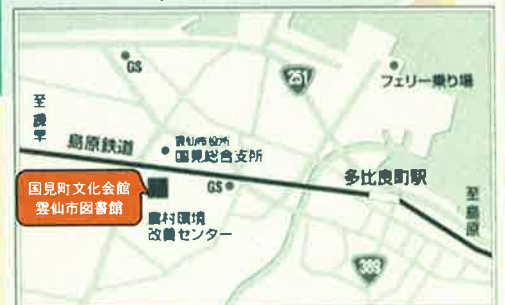 GS
251
フェリー乗り場
至諫早
島原鉄道
雲仙市役所
国見総合支所
国見町文化会館
雲仙市図書館
GS
多比良町駅
至島原
農村環境
改善センター
389